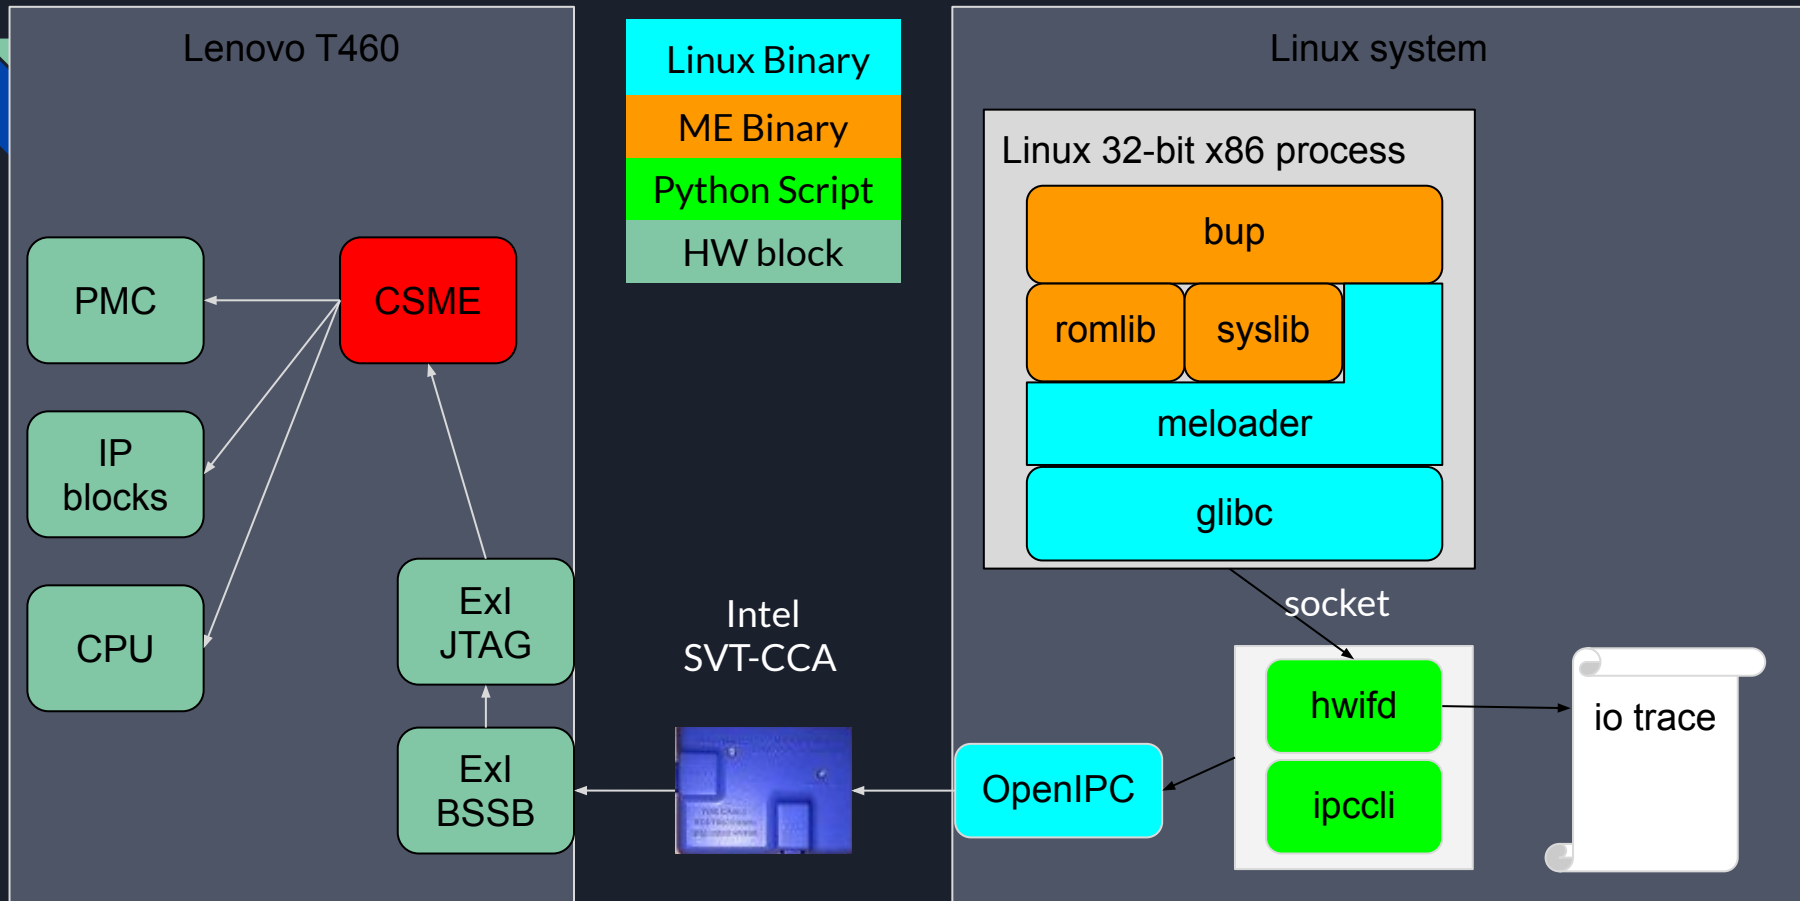 Lenovo T460
PMC
CSME
IP
blocks
CPU
ExI
JTAG
ExI
BSSB
Linux Binary
ME Binary
Python Script
HW block
Intel
SVT-CCA
Linux system
Linux 32-bit x86 process
bup
romlib
syslib
meloader
glibc
socket
hwifd
ipccli
OpenIPC
io trace